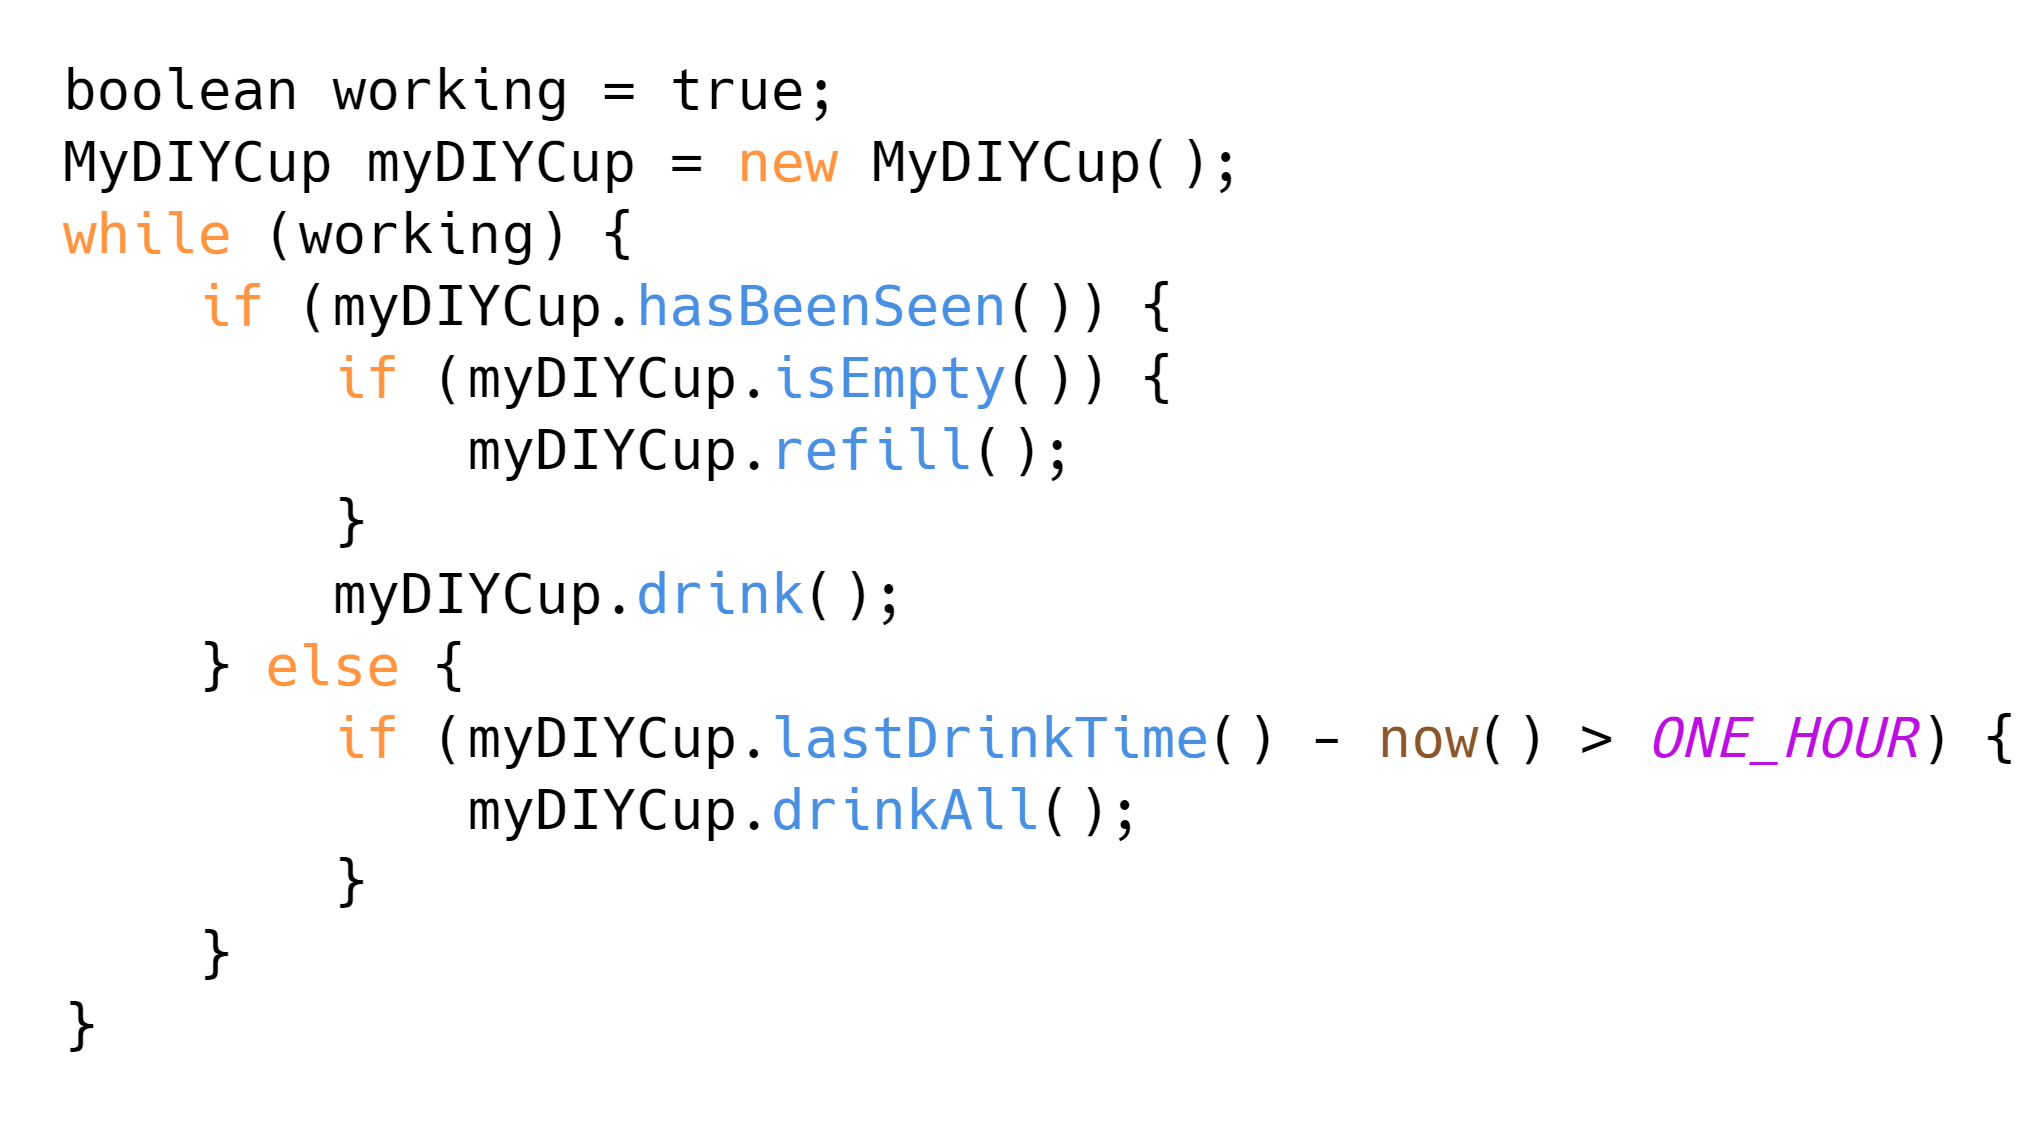 boolean working = true;
MyDIYCup myDIYCup = new MyDIYCup();
while (working) {
    if (myDIYCup.hasBeenSeen()) {
        if (myDIYCup.isEmpty()) {
            myDIYCup.refill();
        }
        myDIYCup.drink();
    } else {
        if (myDIYCup.lastDrinkTime() - now() > ONE_HOUR) {
            myDIYCup.drinkAll();
        }
    }
}